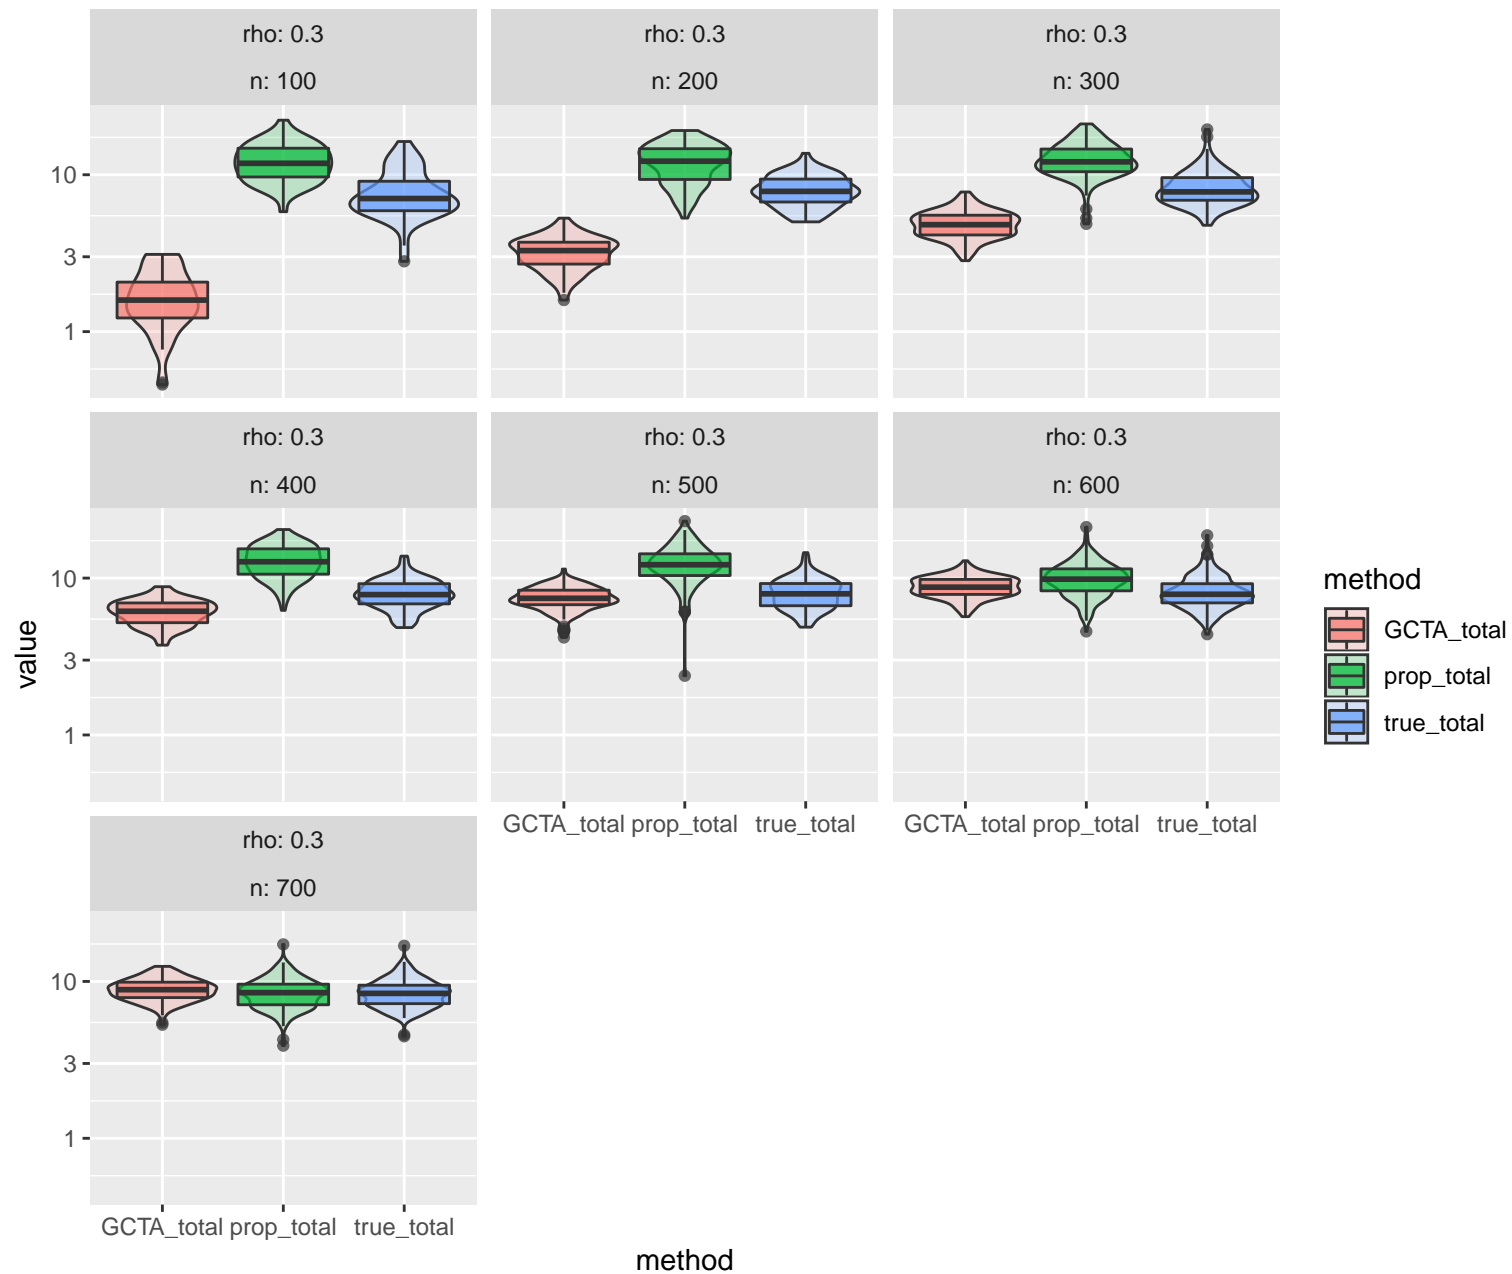 rho: 0.3
n: 100
rho: 0.3
n: 200
rho: 0.3
n: 300
10
3
1
rho: 0.3
n: 400
rho: 0.3
n: 500
rho: 0.3
n: 600
10
3
1
GCTA_total prop_total true_total
GCTA_total prop_total true_total
rho: 0.3
n: 700
10
3
1
GCTA_total prop_total true_total
method
value
method
GCTA_total
prop_total
true_total